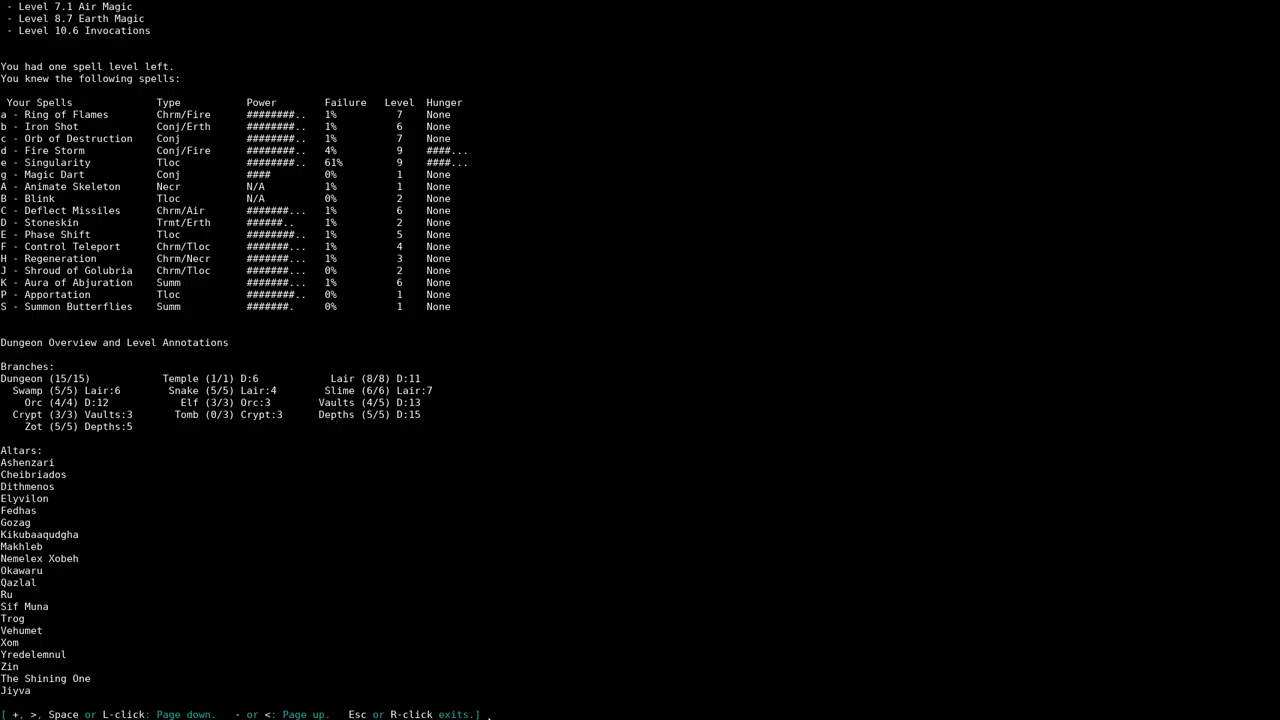 - Level 7.1 Air Magic
- Level 8.7 Earth Magic
- Level 10.6 Invocations
You had one spell level left.
You knew the following spells:
Your Spells Type Power Failure Level Hunger
a - Ring of Flames Chrm/Fire ########.. 1% 7 None
b - Iron Shot Conj/Erth ########.. 1% 6 None
c - Orb of Destruction Conj ########.. 1% 7 None
d - Fire Storm Conj/Fire ########.. 4% 9 ####...
e - Singularity Tloc ########.. 61% 9 ####...
g - Magic Dart Conj #### 0% 1 None
A - Animate Skeleton Necr N/A 1% 1 None
B - Blink Tloc N/A 0% 2 None
C - Deflect Missiles Chrm/Air #######... 1% 6 None
D - Stoneskin Trmt/Erth ######.. 1% 2 None
E - Phase Shift Tloc ########.. 1% 5 None
F - Control Teleport Chrm/Tloc #######... 1% 4 None
H - Regeneration Chrm/Necr #######... 1% 3 None
J - Shroud of Golubria Chrm/Tloc #######... 0% 2 None
K - Aura of Abjuration Summ #######... 1% 6 None
P - Apportation Tloc ########.. 0% 1 None
S - Summon Butterflies Summ #######. 0% 1 None
Dungeon Overview and Level Annotations
Branches:
Dungeon (15/15) Temple (1/1) D:6 Lair (8/8) D:11
Swamp (5/5) Lair:6 Snake (5/5) Lair:4 Slime (6/6) Lair:7
Orc (4/4) D:12 Elf (3/3) Orc:3 Vaults (4/5) D:13
Crypt (3/3) Vaults:3 Tomb (0/3) Crypt:3 Depths (5/5) D:15
Zot (5/5) Depths:5
Altars:
Ashenzari
Cheibriados
Dithmenos
Elyvilon
Fedhas
Gozag
Kikubaaqudgha
Makhleb
Nemelex Xobeh
Okawaru
Qazlal
Ru
Sif Muna
Trog
Vehumet
Xom
Yredelemnul
Zin
The Shining One
Jiyva
[ +, >, Space or L-click: Page down. - or <: Page up. Esc or R-click exits.]